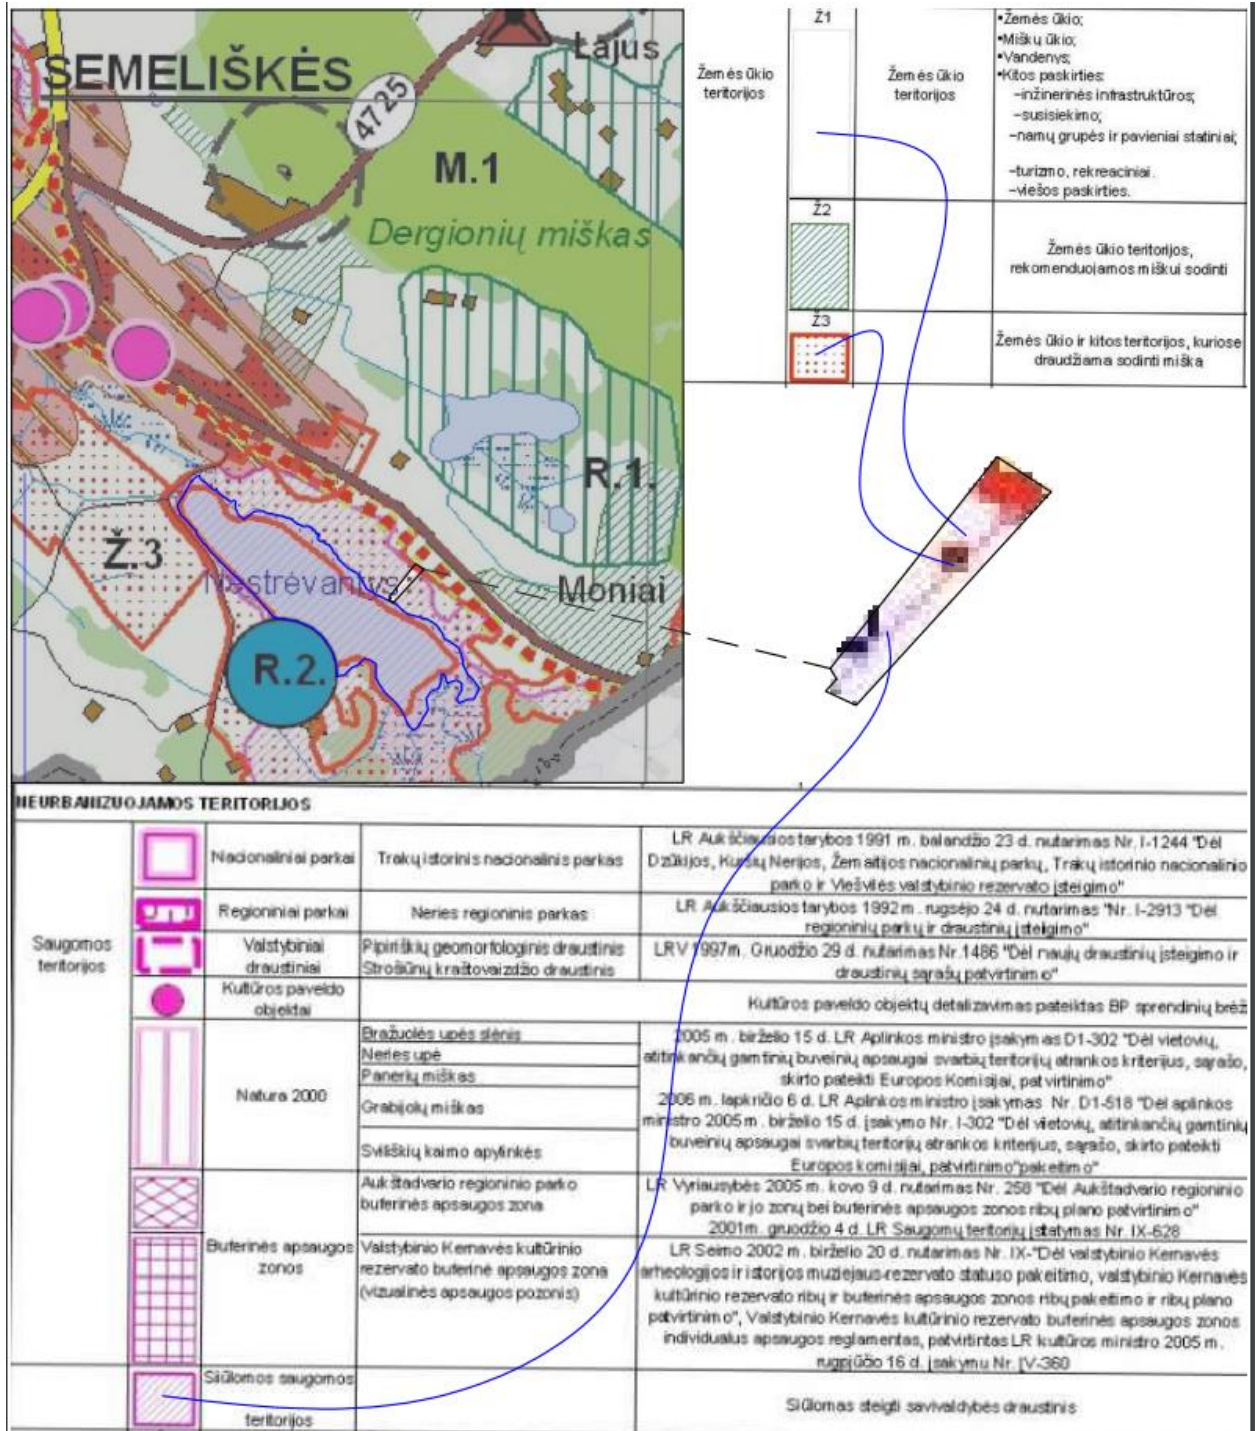 SEMELIŠKĖS
Lajus
4725
M.1
Dergionių miškas
R.1.
Ž.3
Nestrėvantys
Moniai
R.2.
Žemės ūkio
teritorijos
Ž1
Žemės ūkio
teritorijos
•Žemės ūkio;
•Miškų ūkio;
•Vandenys;
•Kitos paskirties:
–inžinerinės infrastruktūros;
–susisiekimo;
–namų grupės ir pavieniai statiniai;
–turizmo, rekreaciniai.
–viešos paskirties.
Ž2
Žemės ūkio teritorijos,
rekomenduojamos miškui sodinti
Ž3
Žemės ūkio ir kitos teritorijos, kuriose
draudžiama sodinti mišką
NEURBANIZUOJAMOS TERITORIJOS
Saugomos
teritorijos
Nacionaliniai parkai
Trakų istorinis nacionalinis parkas
LR Aukščiausios tarybos 1991 m. balandžio 23 d. nutarimas Nr. I-1244 "Dėl
Dzūkijos, Kuršių Nerijos, Žemaitijos nacionalinių parkų, Trakų istorinio nacionalinio
parko ir Viešvilės valstybinio rezervato įsteigimo"
Regioniniai parkai
Neries regioninis parkas
LR Aukščiausios tarybos 1992 m. rugsėjo 24 d. nutarimas "Nr. I-2913 "Dėl
regioninių parkų ir draustinių įsteigimo"
Valstybiniai
draustiniai
Pipiriškių geomorfologinis draustinis
Strošiūnų kraštovaizdžio draustinis
LRV 1997m. Gruodžio 29 d. nutarimas Nr.1486 "Dėl naujų draustinių įsteigimo ir
draustinių sąrašų patvirtinimo"
Kultūros paveldo
objektai
Kultūros paveldo objektų detalizavimas pateiktas BP sprendinių brėž
Natura 2000
Bražuolės upės slėnis
Neries upė
Panerių miškas
Grabijolų miškas
Sviliškių kaimo apylinkės
2005 m. birželio 15 d. LR Aplinkos ministro įsakymas D1-302 "Dėl vietovių,
atitinkančių gamtinių buveinių apsaugai svarbių teritorijų atrankos kriterijus, sąrašo,
skirto pateikti Europos Komisijai, patvirtinimo"
2006 m. lapkričio 6 d. LR Aplinkos ministro įsakymas Nr. D1-518 "Dėl aplinkos
ministro 2005 m. birželio 15 d. įsakymo Nr. I-302 "Dėl vietovių, atitinkančių gamtinių
buveinių apsaugai svarbių teritorijų atrankos kriterijus, sąrašo, skirto pateikti
Europos komisijai, patvirtinimo"pakeitimo"
Buferinės apsaugos
zonos
Aukštadvario regioninio parko
buferinės apsaugos zona
LR Vyriausybės 2005 m. kovo 9 d. nutarimas Nr. 258 "Dėl Aukštadvario regioninio
parko ir jo zonų bei buferinės apsaugos zonos ribų plano patvirtinimo"
2001m. gruodžio 4 d. LR Saugomų teritorijų įstatymas Nr. IX-628
Valstybinio Kernavės kultūrinio
rezervato buferinė apsaugos zona
(vizualinės apsaugos pozonis)
LR Seimo 2002 m. birželio 20 d. nutarimas Nr. IX-"Dėl valstybinio Kernavės
arheologijos ir istorijos muziejaus-rezervato statuso pakeitimo, valstybinio Kernavės
kultūrinio rezervato ribų ir buferinės apsaugos zonos ribų pakeitimo ir ribų plano
patvirtinimo", Valstybinio Kernavės kultūrinio rezervato buferinės apsaugos zonos
individualus apsaugos reglamentas, patvirtintas LR kultūros ministro 2005 m.
rugpjūčio 16 d. įsakymu Nr. ĮV-360
Siūlomos saugomos
teritorijos
Siūlomas steigti savivaldybės draustinis